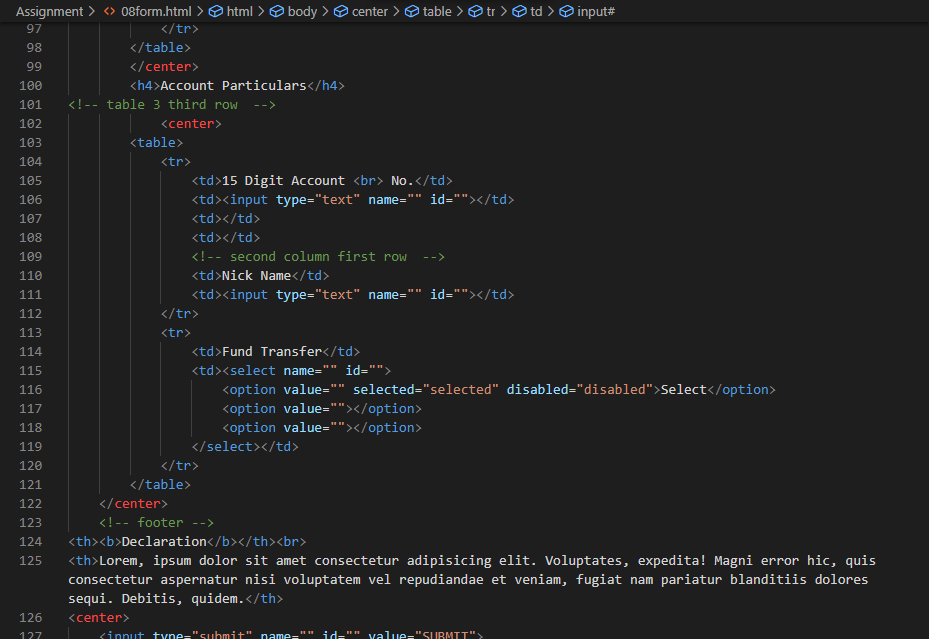 Assignment > <> 08form.html > html > body > center > table > tr > td > input#
97 </tr>
98 </table>
99 </center>
100 <h4>Account Particulars</h4>
101 <!-- table 3 third row  -->
102 <center>
103 <table>
104 <tr>
105 <td>15 Digit Account <br> No.</td>
106 <td><input type="text" name="" id=""></td>
107 <td></td>
108 <td></td>
109 <!-- second column first row  -->
110 <td>Nick Name</td>
111 <td><input type="text" name="" id=""></td>
112 </tr>
113 <tr>
114 <td>Fund Transfer</td>
115 <td><select name="" id="">
116 <option value="" selected="selected" disabled="disabled">Select</option>
117 <option value=""></option>
118 <option value=""></option>
119 </select></td>
120 </tr>
121 </table>
122 </center>
123 <!-- footer -->
124 <th><b>Declaration</b></th><br>
125 <th>Lorem, ipsum dolor sit amet consectetur adipisicing elit. Voluptates, expedita! Magni error hic, quis
consectetur aspernatur nisi voluptatem vel repudiandae et veniam, fugiat nam pariatur blanditiis dolores
sequi. Debitis, quidem.</th>
126 <center>
127 <input type="submit" name="" id="" value="SUBMIT">